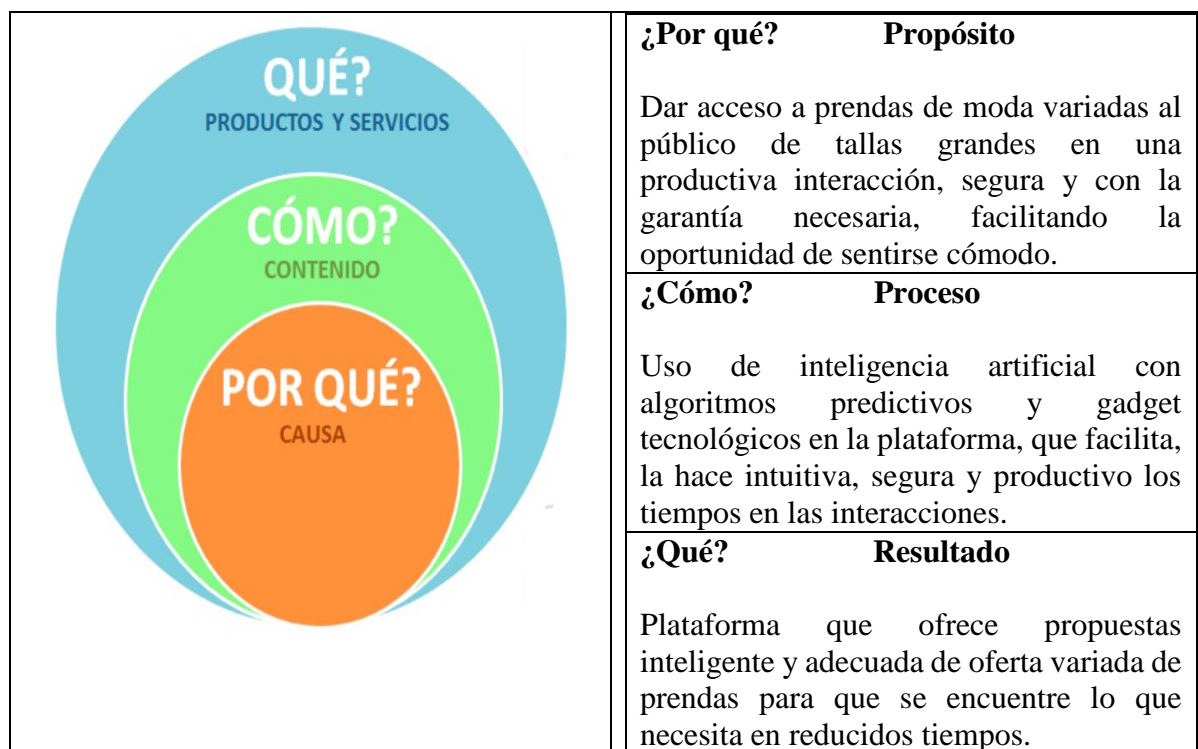 QUÉ?
PRODUCTOS Y SERVICIOS
CÓMO?
CONTENIDO
POR QUÉ?
CAUSA
¿Por qué? Propósito
Dar acceso a prendas de moda variadas al
público de tallas grandes en una
productiva interacción, segura y con la
garantía necesaria, facilitando la
oportunidad de sentirse cómodo.
¿Cómo? Proceso
Uso de inteligencia artificial con
algoritmos predictivos y gadget
tecnológicos en la plataforma, que facilita,
la hace intuitiva, segura y productivo los
tiempos en las interacciones.
¿Qué? Resultado
Plataforma que ofrece propuestas
inteligente y adecuada de oferta variada de
prendas para que se encuentre lo que
necesita en reducidos tiempos.